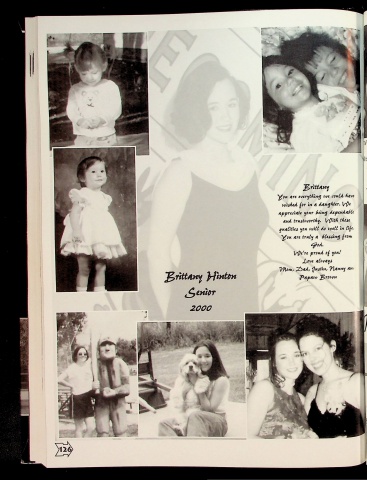 Brittany
You are everything we could have
wished for in a daughter. We
appreciate your being dependable
and trustworthy. With these
qualities you will do well in life.
You are truly a blessing from
God.
We're proud of you!
Love always
Mom, Dad, Justin, Nanny an
Papaw Brown
Brittany Hinton
Senior
2000
126